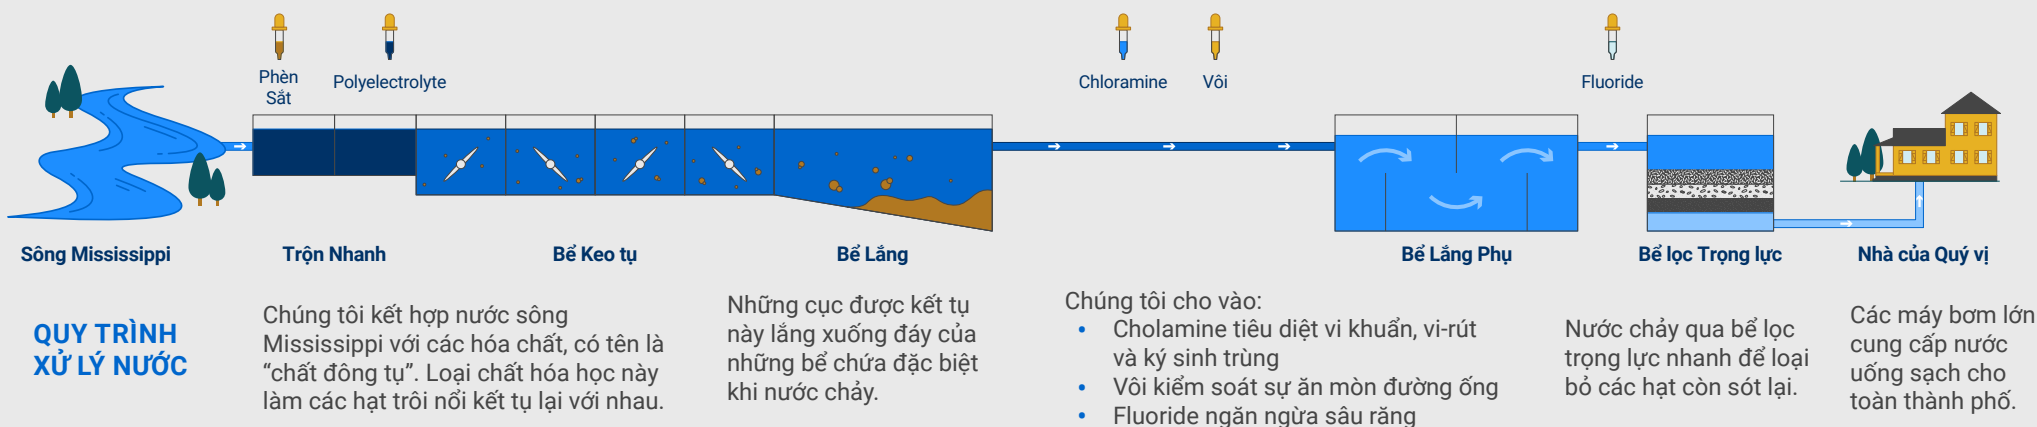 Phèn
Sắt
Polyelectrolyte
Chloramine
Vôi
Fluoride
Sông Mississippi
Trộn Nhanh
Bể Keo tụ
Bể Lắng
Bể Lắng Phụ
Bể lọc Trọng lực
Nhà của Quý vị
QUY TRÌNH
XỬ LÝ NƯỚC
Chúng tôi kết hợp nước sông
Mississippi với các hóa chất, có tên là
“chất đông tụ”. Loại chất hóa học này
làm các hạt trôi nổi kết tụ lại với nhau.
Những cục được kết tụ
này lắng xuống đáy của
những bể chứa đặc biệt
khi nước chảy.
Chúng tôi cho vào:
• Cholamine tiêu diệt vi khuẩn, vi-rút
và ký sinh trùng
• Vôi kiểm soát sự ăn mòn đường ống
• Fluoride ngăn ngừa sâu răng
Nước chảy qua bể lọc
trọng lực nhanh để loại
bỏ các hạt còn sót lại.
Các máy bơm lớn
cung cấp nước
uống sạch cho
toàn thành phố.